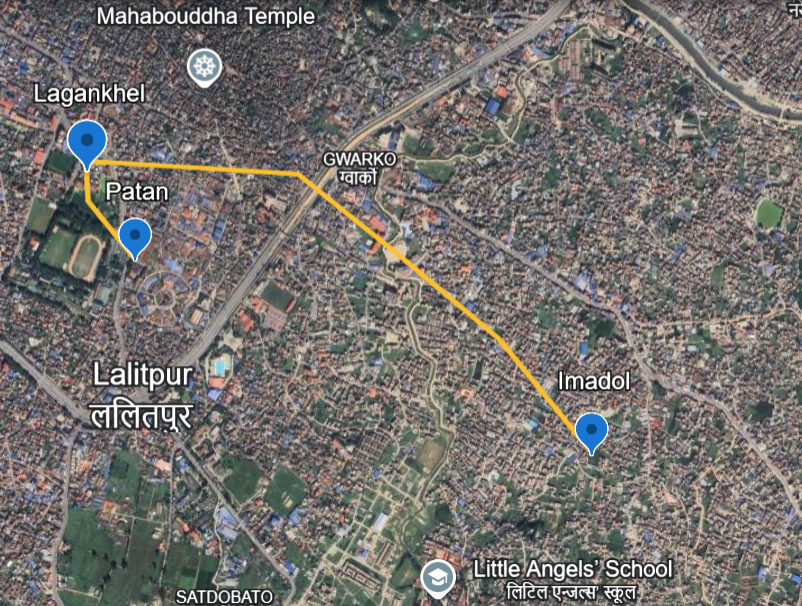 Mahabouddha Temple
Lagankhel
Patan
GWARKO
ग्वार्को
Lalitpur
ललितपुर
Imadol
Little Angels' School
लिटिल एन्जल्स' स्कूल
SATDOBATO